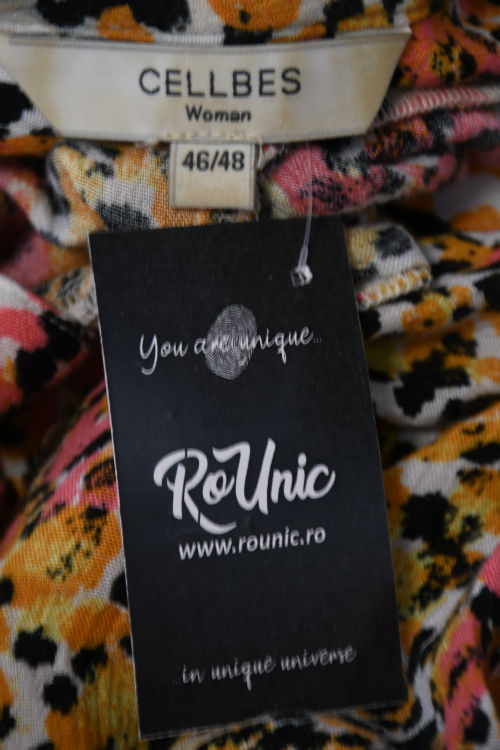 CELLBES
Woman
46/48
You are unique...
RoUnic
www.rounic.ro
...in unique universe